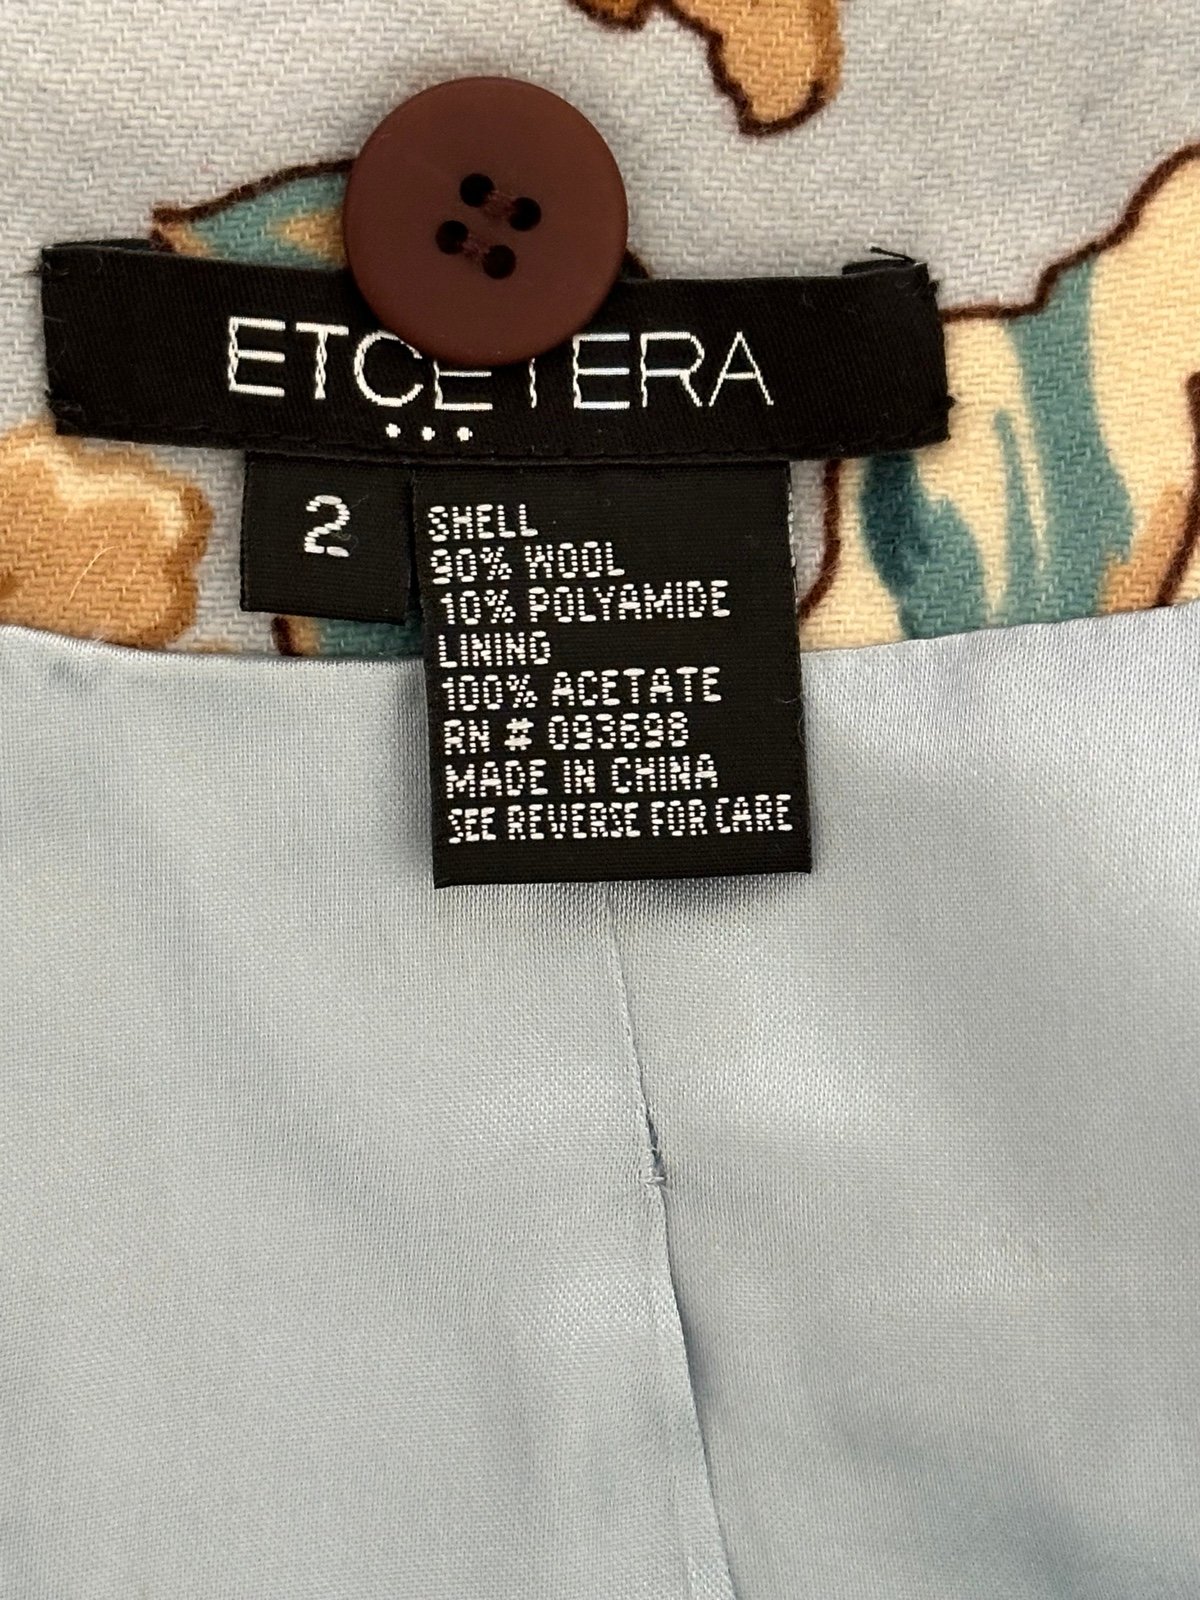 ETCETERA
...
2
SHELL
90% WOOL
10% POLYAMIDE
LINING
100% ACETATE
RN # 093698
MADE IN CHINA
SEE REVERSE FOR CARE